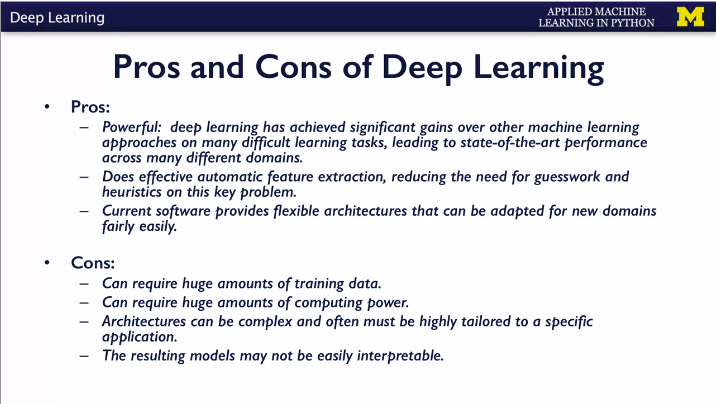 Deep Learning
APPLIED MACHINE
LEARNING IN PYTHON
M
Pros and Cons of Deep Learning
• Pros:
– Powerful: deep learning has achieved significant gains over other machine learning
approaches on many difficult learning tasks, leading to state-of-the-art performance
across many different domains.
– Does effective automatic feature extraction, reducing the need for guesswork and
heuristics on this key problem.
– Current software provides flexible architectures that can be adapted for new domains
fairly easily.
• Cons:
– Can require huge amounts of training data.
– Can require huge amounts of computing power.
– Architectures can be complex and often must be highly tailored to a specific
application.
– The resulting models may not be easily interpretable.